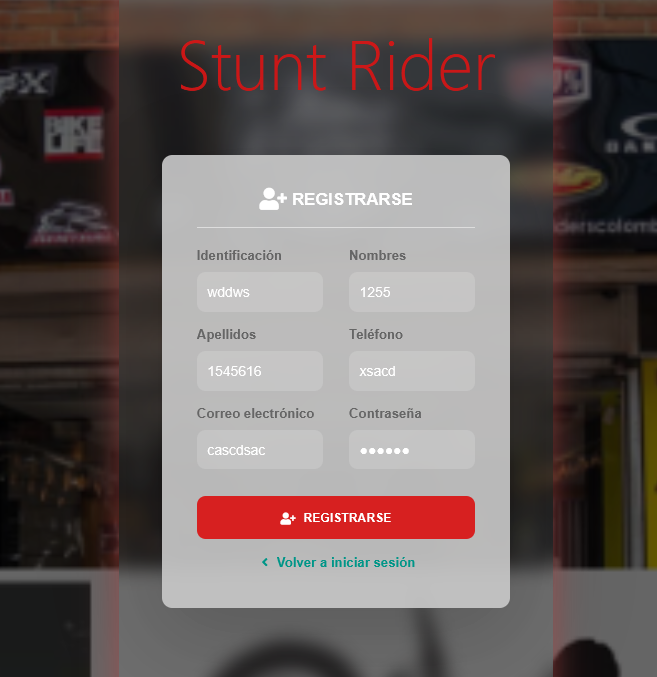 Stunt Rider
REGISTRARSE
Identificación
Nombres
wddws
1255
Apellidos
Teléfono
1545616
xsacd
Correo electrónico
Contraseña
cascdsac
••••••
REGISTRARSE
Volver a iniciar sesión